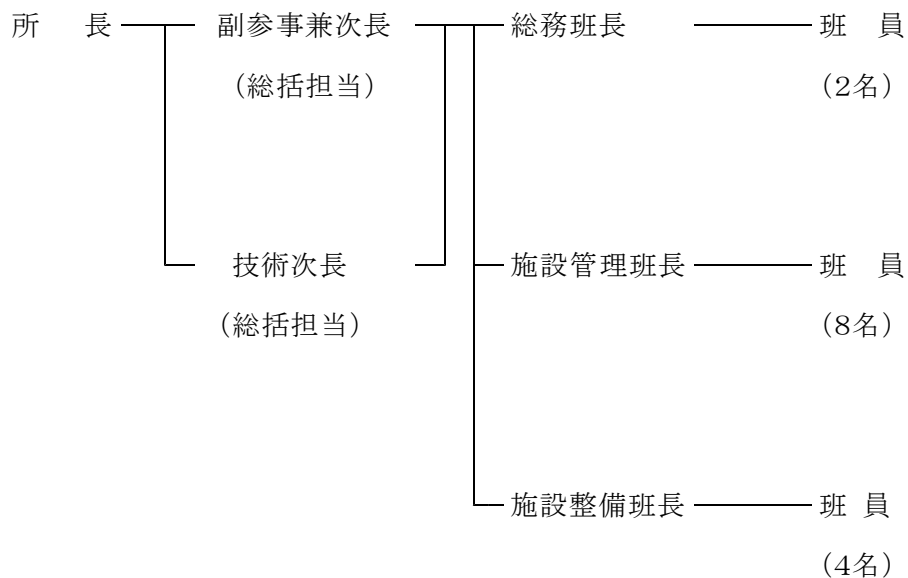 所　長 副参事兼次長 総務班長 班　員
（総括担当） （2名）
技術次長 施設管理班長 班　員
（総括担当） （8名）
施設整備班長 班 員
（4名）